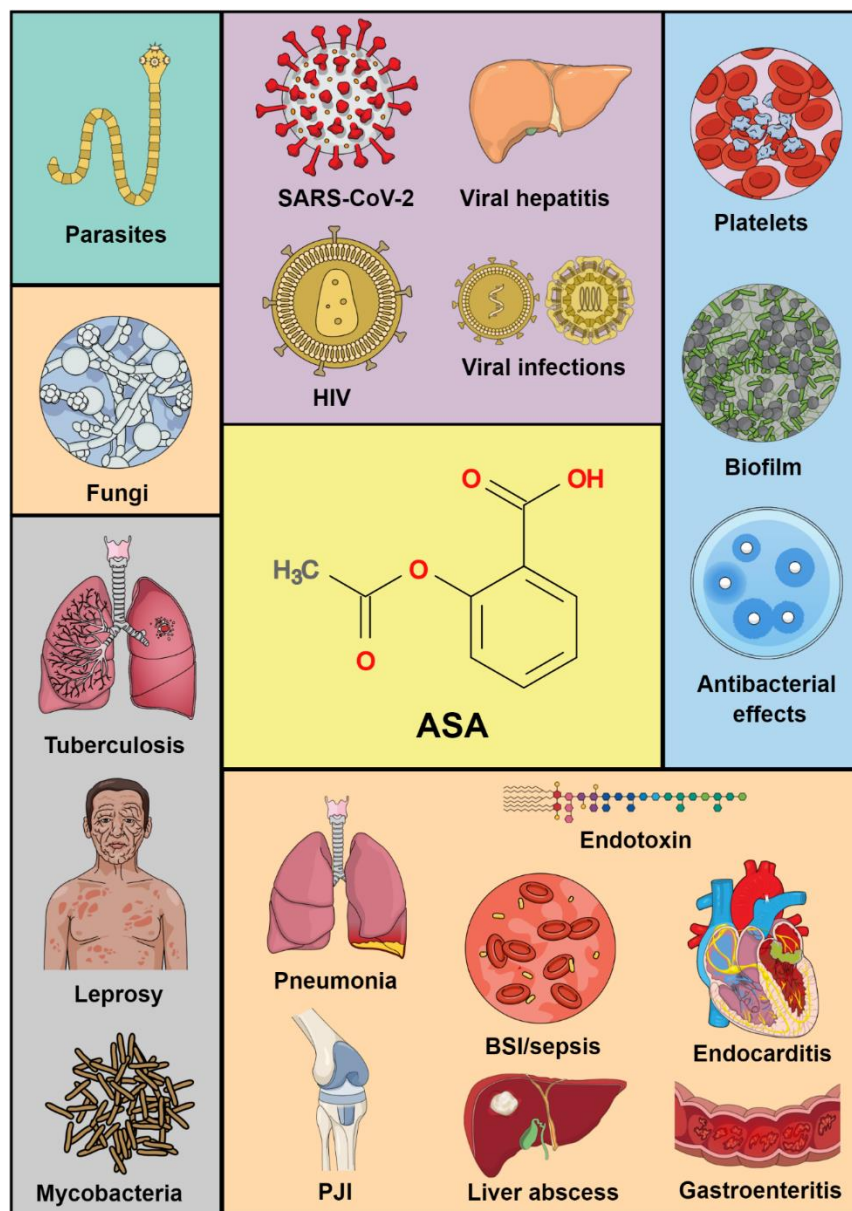 Parasites
SARS-CoV-2
Viral hepatitis
HIV
Viral infections
Platelets
Fungi
Biofilm
O
OH
H₃C
O
O
ASA
Antibacterial
effects
Tuberculosis
Leprosy
Mycobacteria
Endotoxin
Pneumonia
BSI/sepsis
Endocarditis
PJI
Liver abscess
Gastroenteritis